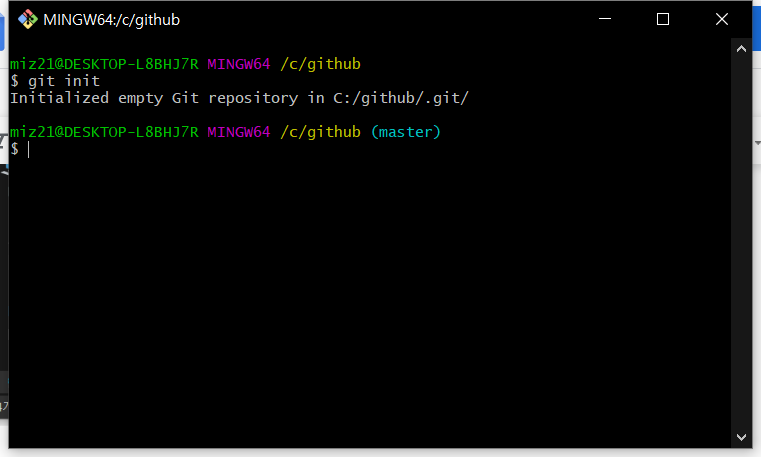 MINGW64:/c/github
miz21@DESKTOP-L8BHJ7R MINGW64 /c/github
$ git init
Initialized empty Git repository in C:/github/.git/
miz21@DESKTOP-L8BHJ7R MINGW64 /c/github (master)
$